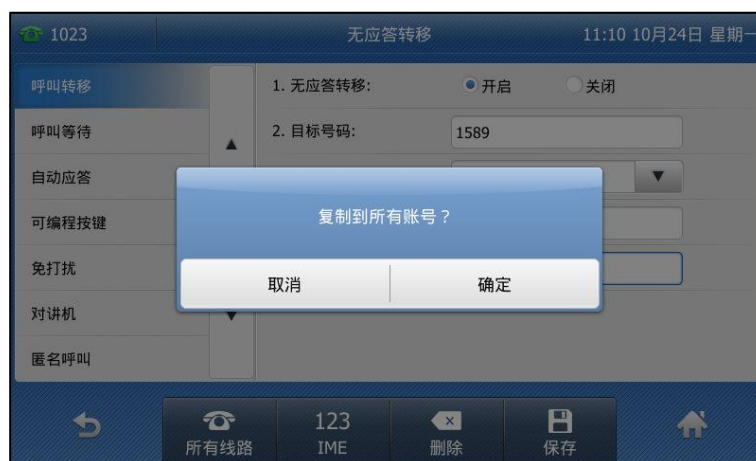 1023 无应答转移 11:10 10月24日 星期一
呼叫转移 1. 无应答转移: 开启 关闭
呼叫等待 2. 目标号码: 1589
自动应答
复制到所有账号？
可编程按键
免打扰
取消 确定
对讲机
匿名呼叫
123
所有线路 IME 删除 保存